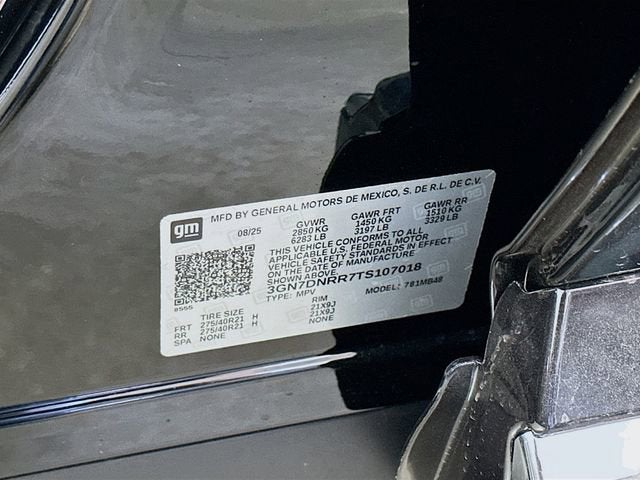 gm MFD BY GENERAL MOTORS DE MEXICO, S. DE R.L. DE C.V.
08/25 GVWR GAWR FRT GAWR RR
2850 KG 1450 KG 1510 KG
6283 LB 3197 LB 3329 LB
THIS VEHICLE CONFORMS TO ALL
APPLICABLE U.S. FEDERAL MOTOR
VEHICLE SAFETY STANDARDS IN EFFECT
ON THE DATE OF MANUFACTURE
SHOWN ABOVE.
3GN7DNRR7TS107018
TYPE: MPV MODEL: 781MB48
8555
TIRE SIZE RIM
FRT 275/40R21 H 21X9J
RR 275/40R21 H 21X9J
SPA NONE NONE